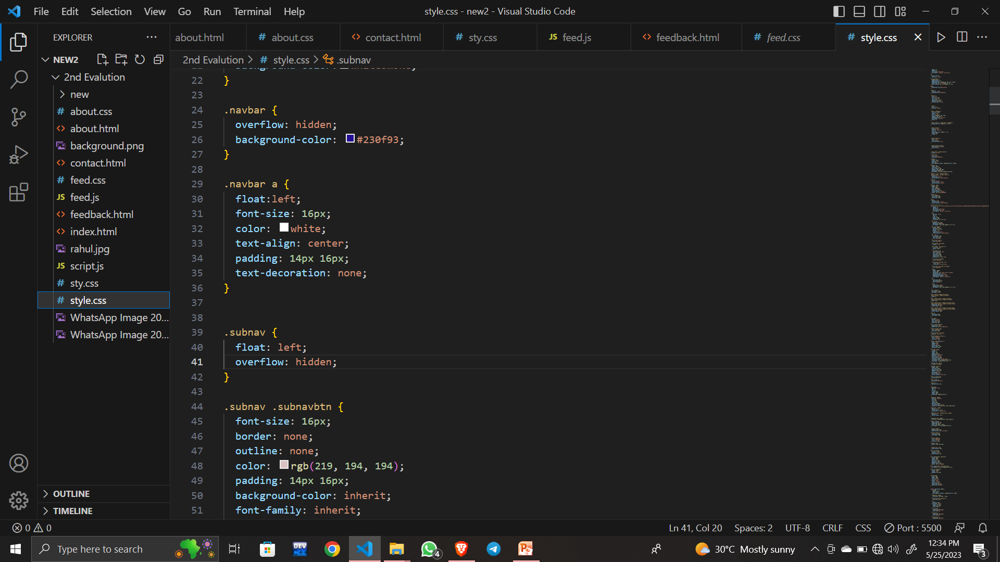 File Edit Selection View Go Run Terminal Help
style.css - new2 - Visual Studio Code
EXPLORER
about.html
# about.css
<> contact.html
# sty.css
JS feed.js
<> feedback.html
# feed.css
# style.css
NEW2
2nd Evalution > # style.css > .subnav
2nd Evalution
new
# about.css
<> about.html
background.png
<> contact.html
# feed.css
JS feed.js
<> feedback.html
<> index.html
rahul.jpg
JS script.js
# sty.css
# style.css
WhatsApp Image 20...
WhatsApp Image 20...
OUTLINE
TIMELINE
22 }
23
24 .navbar {
25 overflow: hidden;
26 background-color: #230f93;
27 }
28
29 .navbar a {
30 float:left;
31 font-size: 16px;
32 color: white;
33 text-align: center;
34 padding: 14px 16px;
35 text-decoration: none;
36 }
37
38
39 .subnav {
40 float: left;
41 overflow: hidden;
42 }
43
44 .subnav .subnavbtn {
45 font-size: 16px;
46 border: none;
47 outline: none;
48 color: rgb(219, 194, 194);
49 padding: 14px 16px;
50 background-color: inherit;
51 font-family: inherit;
0 0
Ln 41, Col 20 Spaces: 2 UTF-8 CRLF CSS Port : 5500
Type here to search
DEV C++
4
30°C Mostly sunny
12:34 PM
5/25/2023
3